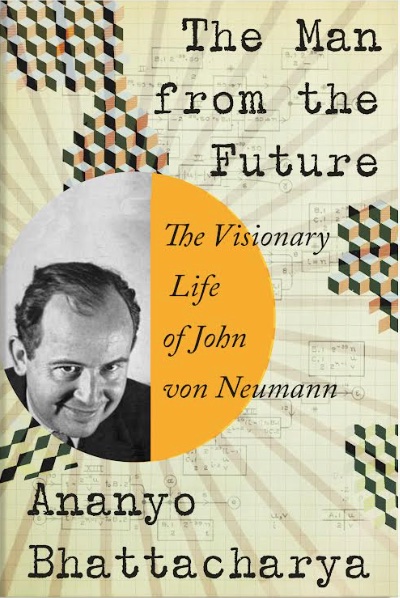 The Man
from the
Future
The Visionary
Life
of John
von Neumann
Ananyo
Bhattacharya